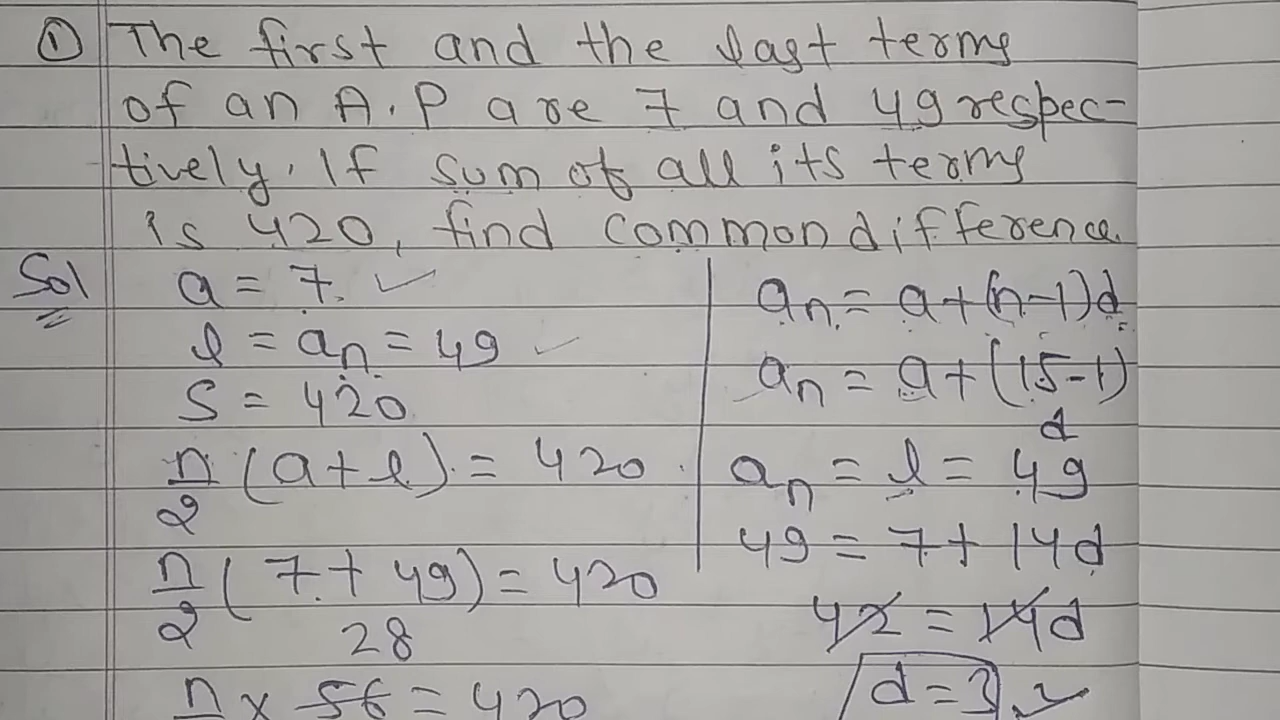 ① The first and the last terms
of an A.P are 7 and 49 respec-
tively. If sum of all its terms
is 420, find common difference.
Sol
a = 7.
l = an = 49
S = 420
n/2 (a+l) = 420
n/2 (7+49) = 420
28
n x 56 = 420
an = a+(n-1)d
an = a+(15-1)
d
an = l = 49
49 = 7+14d
42 = 14d
d=3